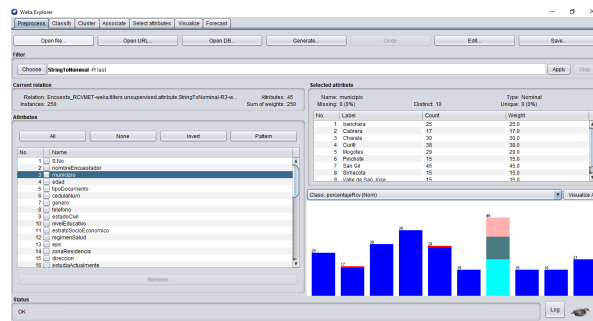 Weka Explorer
Preprocess Classify Cluster Associate Select attributes Visualize Forecast
Open file... Open URL... Open DB... Generate... Undo Edit... Save...
Filter
Choose StringToNominal -R last Apply Stop
Current relation
Relation: Encuesta_RCVMET-weka.filters.unsupervised.attribute.StringToNominal-R3-w... Attributes: 45
Instances: 250 Sum of weights: 250
Attributes
All None Invert Pattern
No. Name
1 S.No
2 nombreEncuestador
3 municipio
4 edad
5 tipoDocumento
6 cedulaNum
7 genero
8 telefono
9 estadoCivil
10 nivelEducativo
11 estratoSocioEconomico
12 regimenSalud
13 eps
14 zonaResidencia
15 direccion
16 estudiaActualmente
Remove
Selected attribute
Name: municipio Type: Nominal
Missing: 0 (0%) Distinct: 10 Unique: 0 (0%)
No. Label Count Weight
1 barichara 25 25.0
2 Cabrera 17 17.0
3 Charala 30 30.0
4 Curiti 38 38.0
5 Mogotes 29 29.0
6 Pinchote 15 15.0
7 San Gil 45 45.0
8 Simacota 15 15.0
9 Valle de San Jose 15 15.0
Class: porcentajeRcv (Nom) Visualize A
45
38
30
29
25
21
17
15
15
15
Status
OK
Log